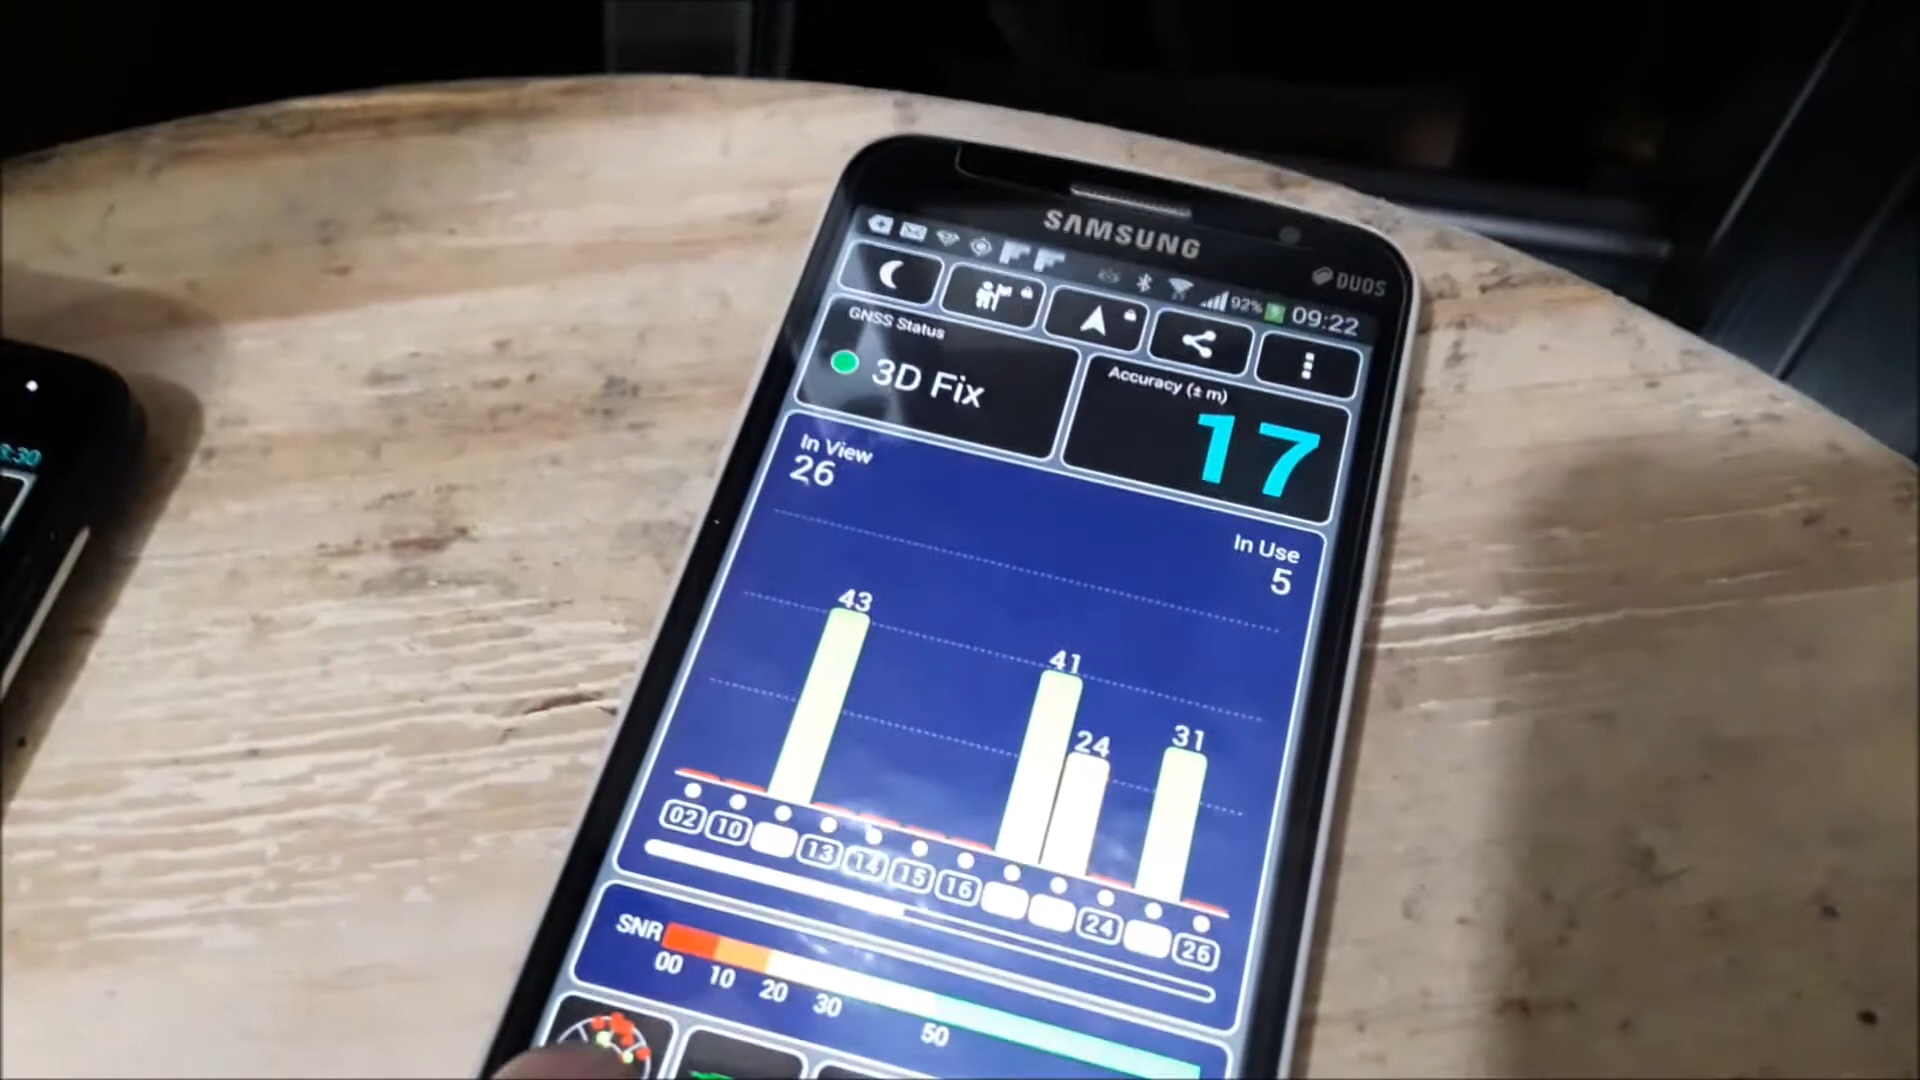 SAMSUNG
DUOS
92% 09:22
GNSS Status
3D Fix
Accuracy (± m)
17
In View
26
In Use
5
43
41
24
31
02 10 13 14 15 16 24 26
SNR
00 10 20 30 50